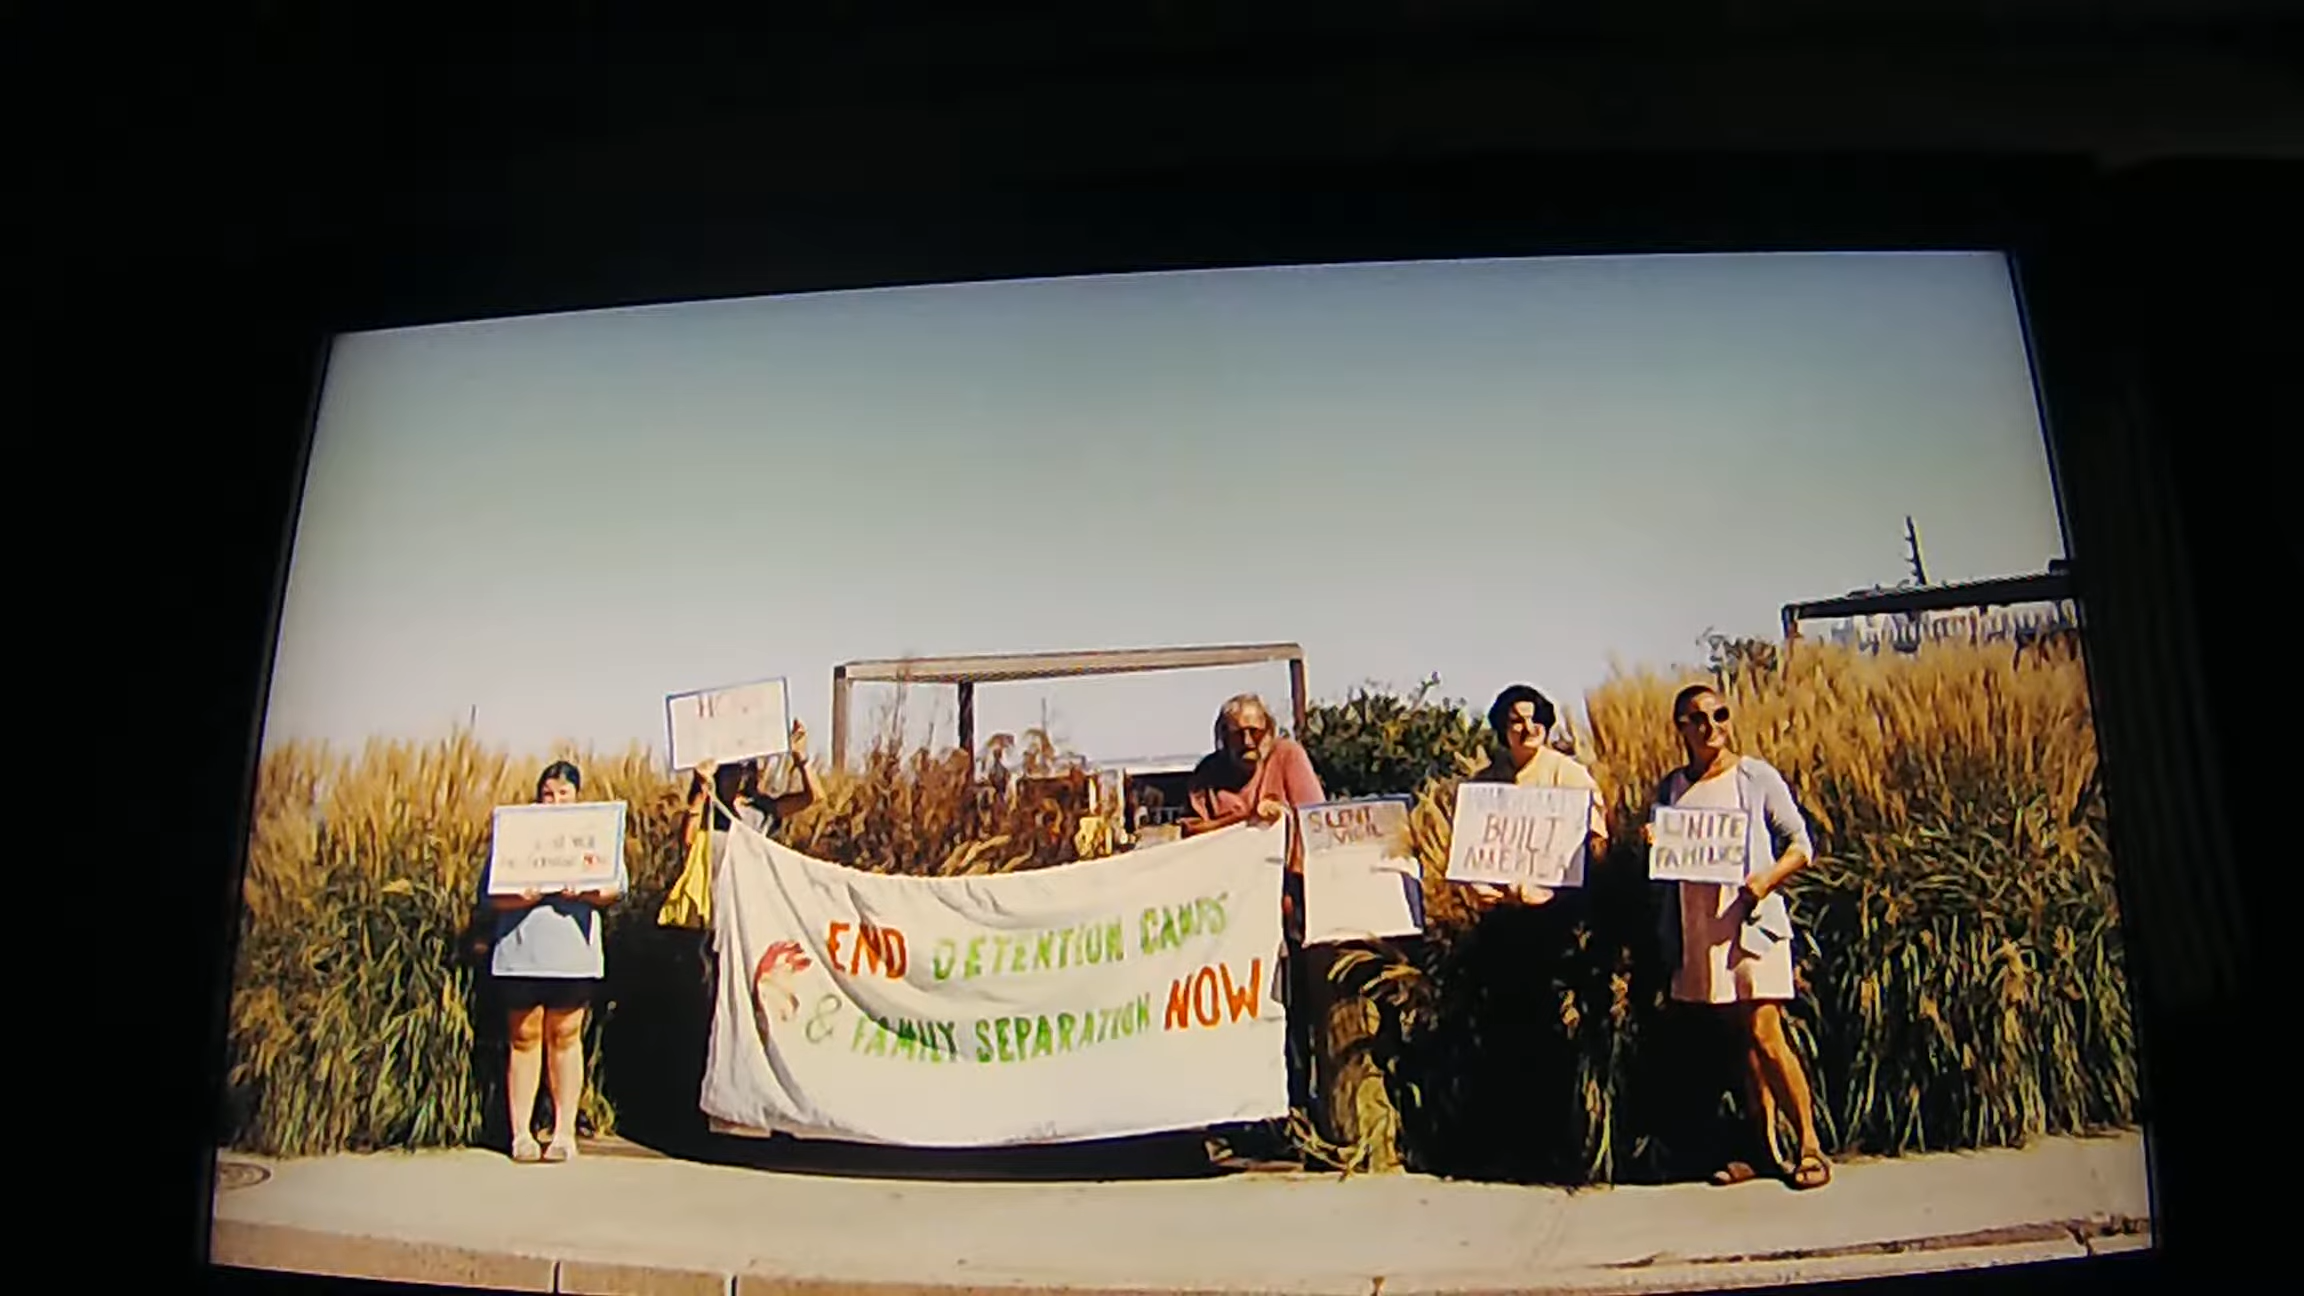 END DETENTION CAMPS
& FAMILY SEPARATION NOW
SILENT
VIGIL
BUILT
AMERICA
UNITE
FAMILIES